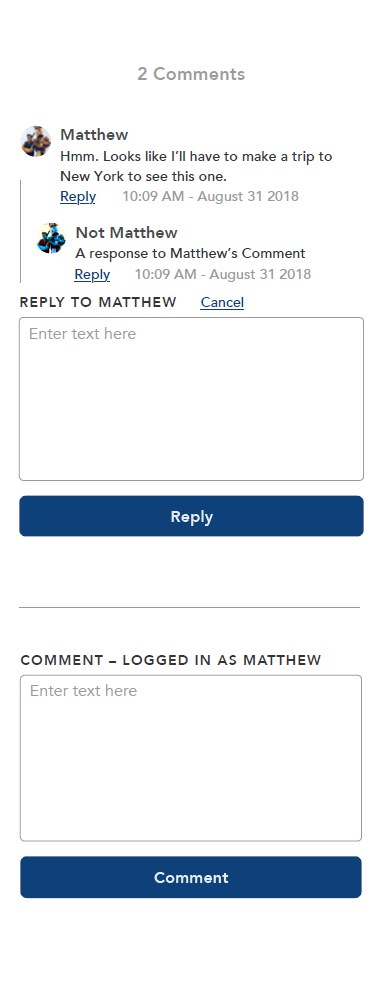 2 Comments
Matthew
Hmm. Looks like I’ll have to make a trip to
New York to see this one.
Reply 10:09 AM - August 31 2018
Not Matthew
A response to Matthew’s Comment
Reply 10:09 AM - August 31 2018
REPLY TO MATTHEW Cancel
Enter text here
Reply
COMMENT – LOGGED IN AS MATTHEW
Enter text here
Comment